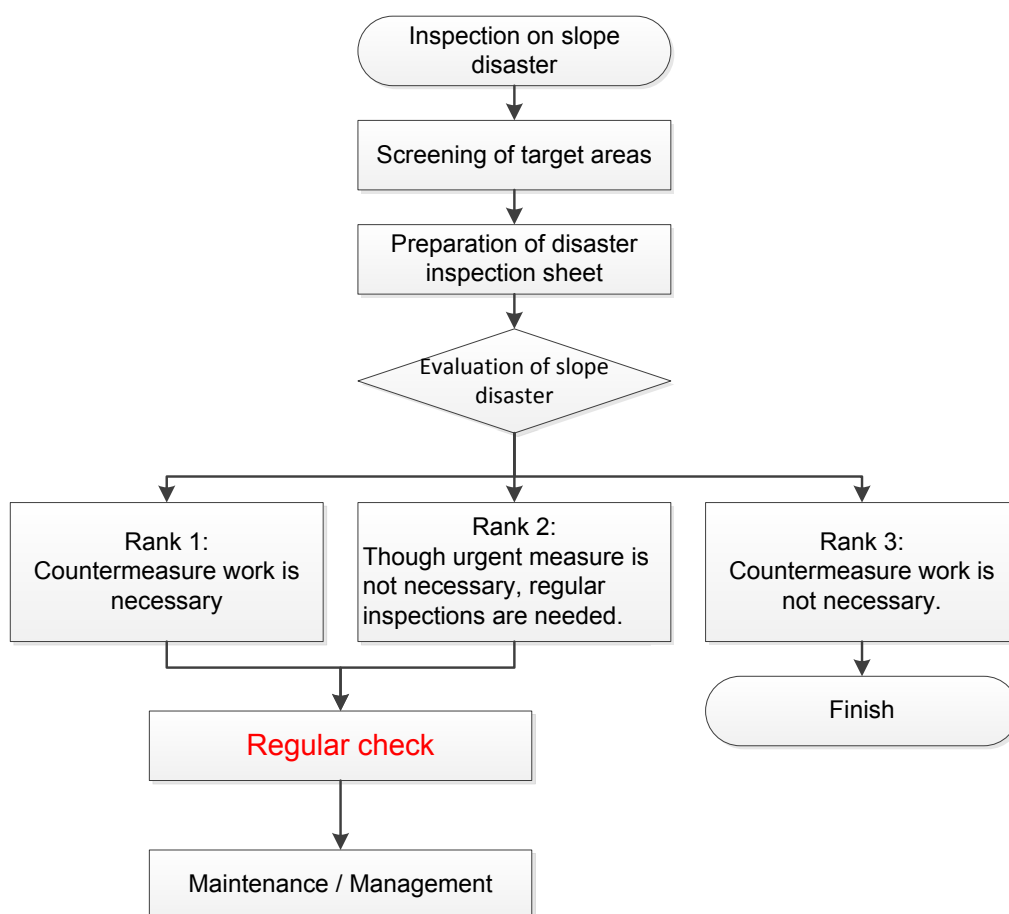 Inspection on slope
disaster
Screening of target areas
Preparation of disaster
inspection sheet
Evaluation of slope
disaster
Rank 1:
Countermeasure work is
necessary
Rank 2:
Though urgent measure is
not necessary, regular
inspections are needed.
Rank 3:
Countermeasure work is
not necessary.
Regular check
Finish
Maintenance / Management